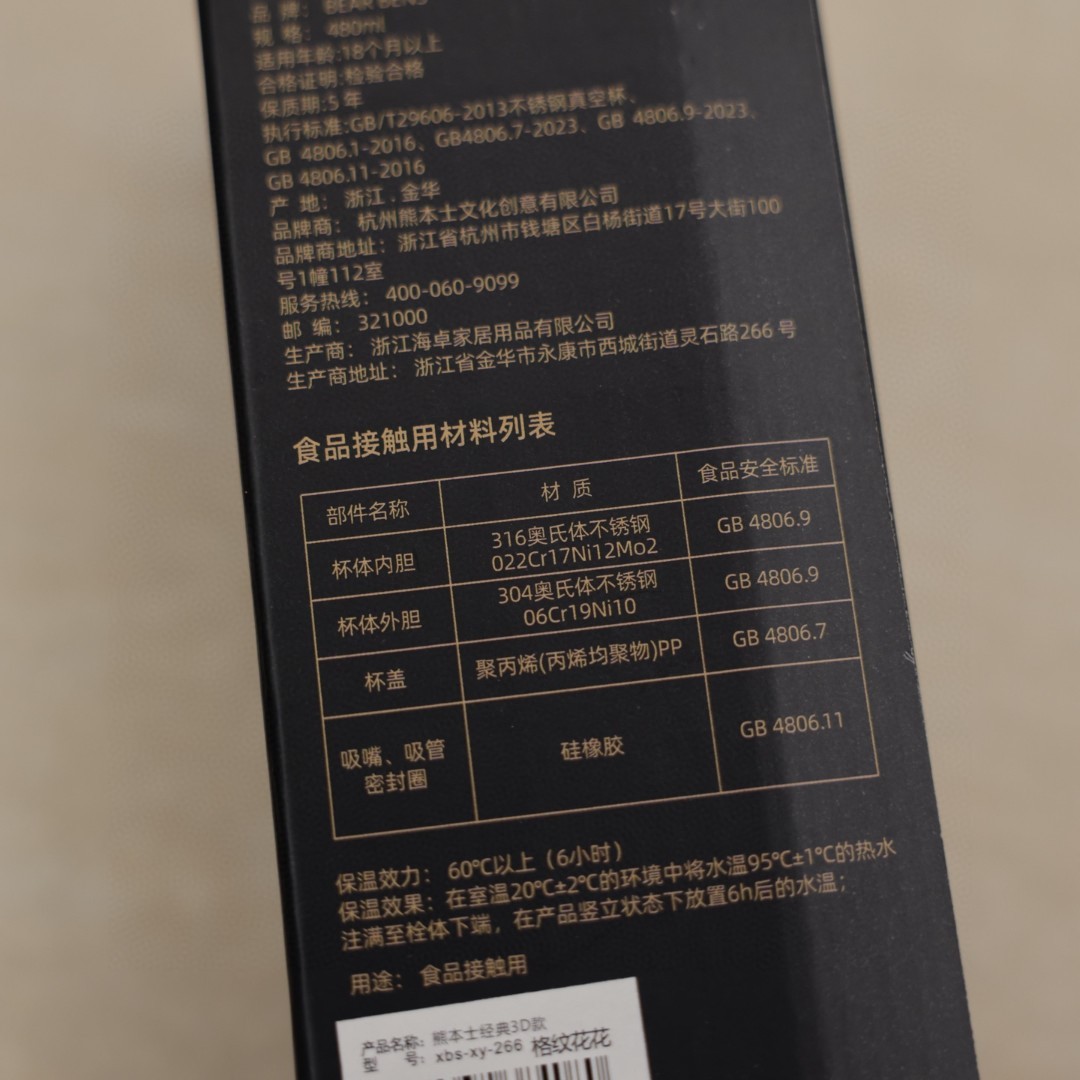 品 牌： BEAR BENS
规 格： 480ml
适用年龄:18个月以上
合格证明:检验合格
保质期:5 年
执行标准:GB/T29606-2013不锈钢真空杯、
GB 4806.1-2016、GB4806.7-2023、GB 4806.9-2023、
GB 4806.11-2016
产 地： 浙江 . 金华
品牌商： 杭州熊本士文化创意有限公司
品牌商地址： 浙江省杭州市钱塘区白杨街道17号大街100
号1幢112室
服务热线： 400-060-9099
邮 编： 321000
生产商： 浙江海卓家居用品有限公司
生产商地址： 浙江省金华市永康市西城街道灵石路266 号
食品接触用材料列表
部件名称 材 质 食品安全标准
杯体内胆 316奥氏体不锈钢 GB 4806.9
022Cr17Ni12Mo2
杯体外胆 304奥氏体不锈钢 GB 4806.9
06Cr19Ni10
杯盖 聚丙烯(丙烯均聚物)PP GB 4806.7
吸嘴、吸管 硅橡胶 GB 4806.11
密封圈
保温效力： 60℃以上（6小时）
保温效果：在室温20℃±2℃的环境中将水温95℃±1℃的热水
注满至栓体下端，在产品竖立状态下放置6h后的水温；
用途： 食品接触用
产品名称：熊本士经典3D款
型 号：xbs-xy-266 格纹花花